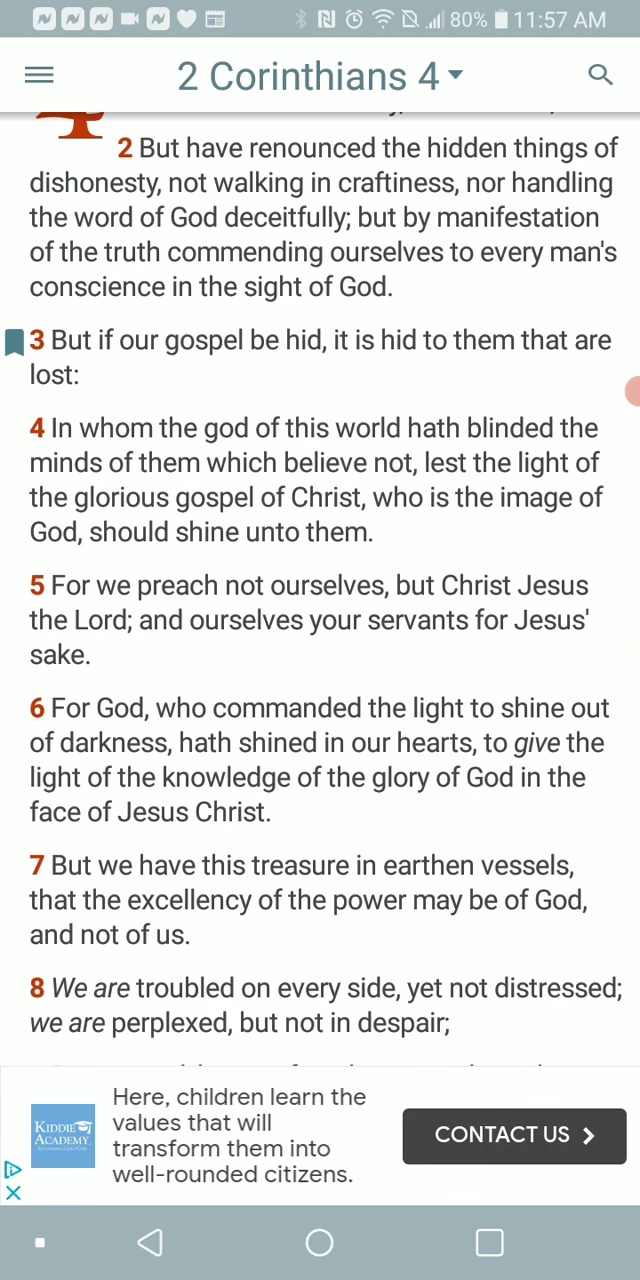 80% 11:57 AM
2 Corinthians 4
4
2 But have renounced the hidden things of
dishonesty, not walking in craftiness, nor handling
the word of God deceitfully; but by manifestation
of the truth commending ourselves to every man's
conscience in the sight of God.
3 But if our gospel be hid, it is hid to them that are
lost:
4 In whom the god of this world hath blinded the
minds of them which believe not, lest the light of
the glorious gospel of Christ, who is the image of
God, should shine unto them.
5 For we preach not ourselves, but Christ Jesus
the Lord; and ourselves your servants for Jesus'
sake.
6 For God, who commanded the light to shine out
of darkness, hath shined in our hearts, to give the
light of the knowledge of the glory of God in the
face of Jesus Christ.
7 But we have this treasure in earthen vessels,
that the excellency of the power may be of God,
and not of us.
8 We are troubled on every side, yet not distressed;
we are perplexed, but not in despair;
Here, children learn the
values that will
transform them into
well-rounded citizens.
KIDDIE
ACADEMY
CONTACT US